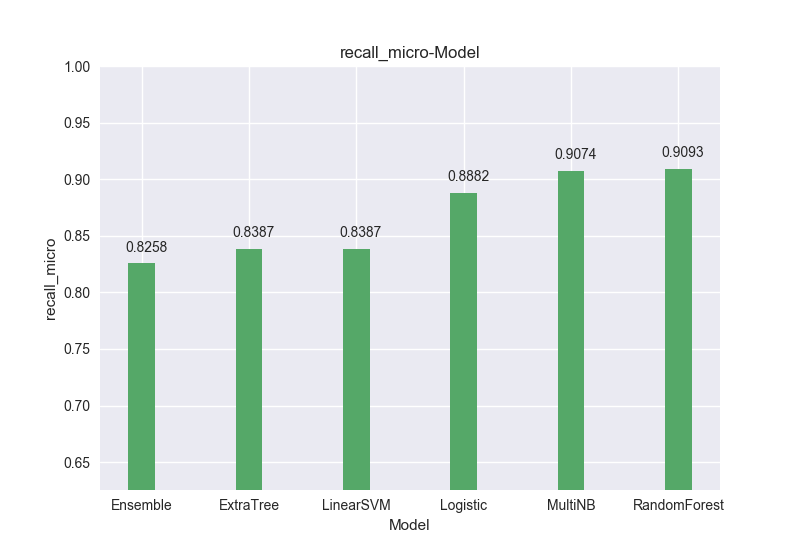 recall_micro-Model
1.00
0.95
0.90
0.85
0.80
0.75
0.70
0.65
recall_micro
0.8258
0.8387
0.8387
0.8882
0.9074
0.9093
Ensemble
ExtraTree
LinearSVM
Logistic
MultiNB
RandomForest
Model